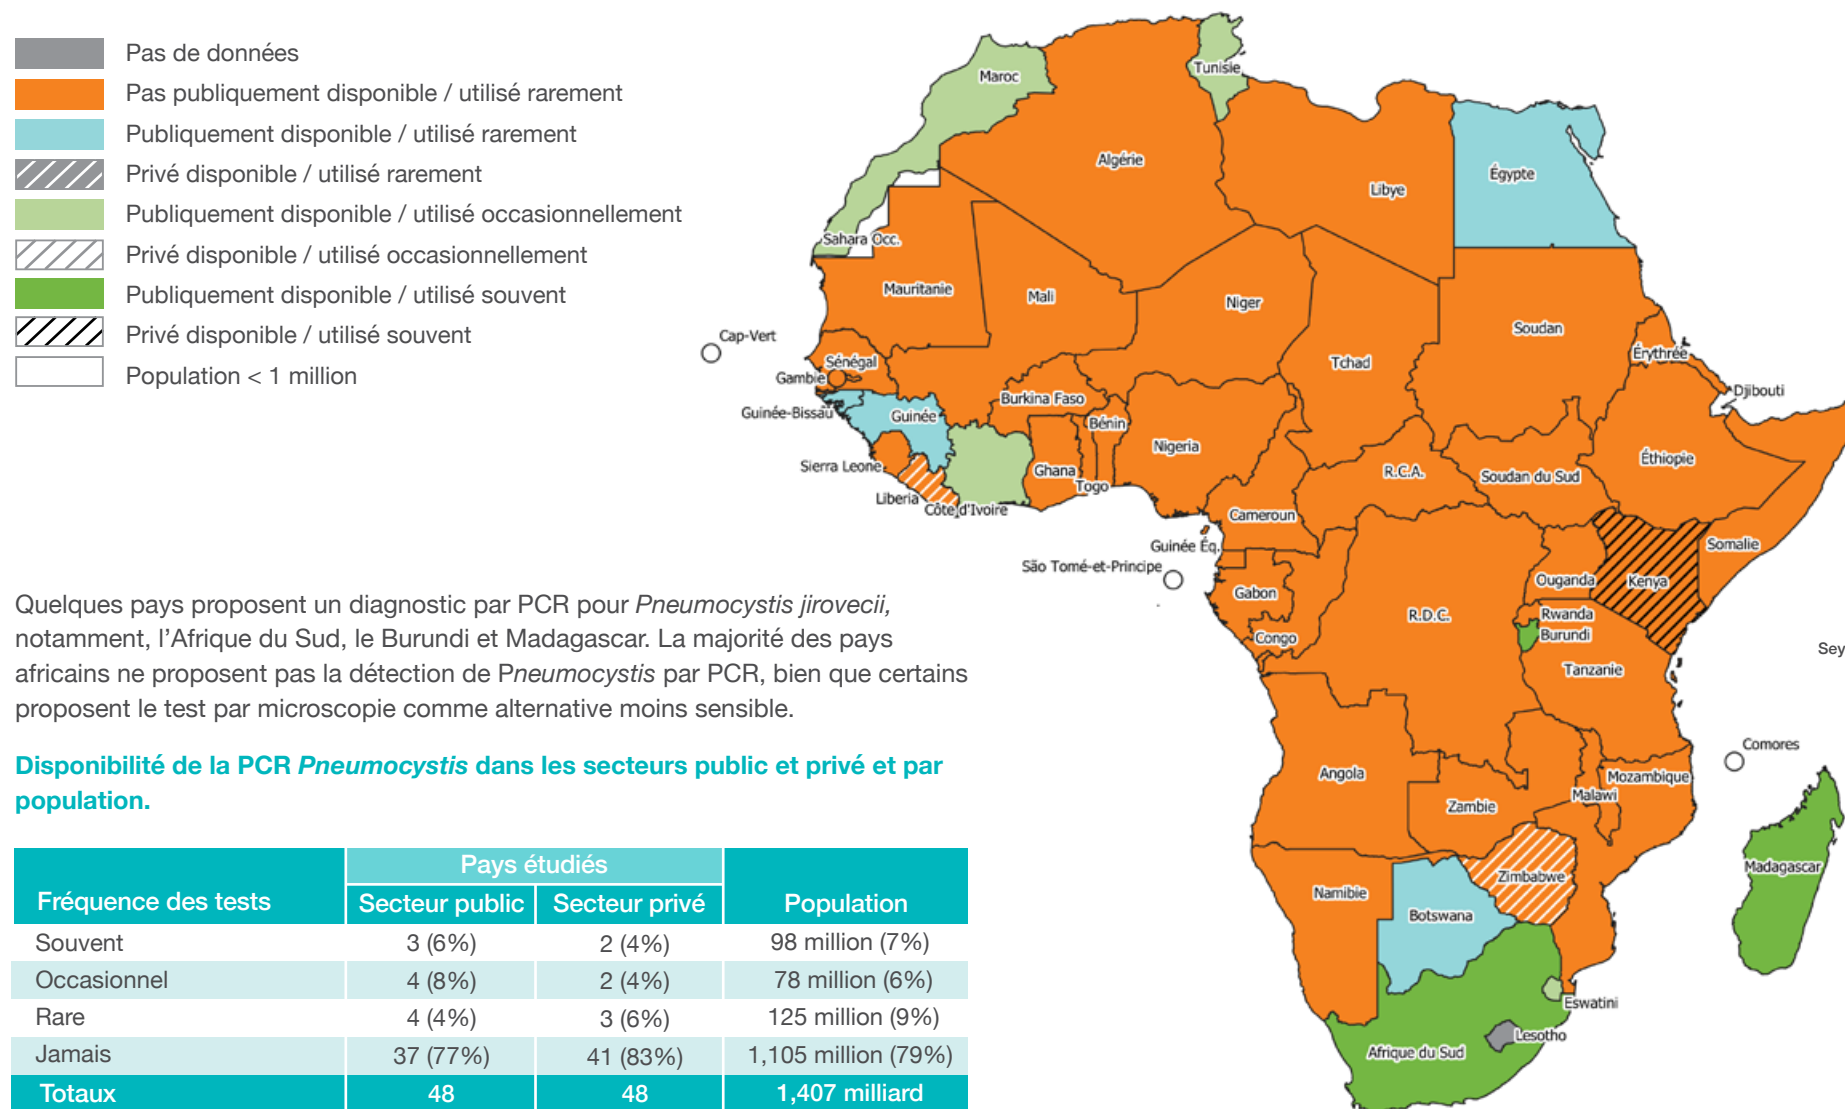 Pas de données
Pas publiquement disponible / utilisé rarement
Publiquement disponible / utilisé rarement
Privé disponible / utilisé rarement
Publiquement disponible / utilisé occasionnellement
Privé disponible / utilisé occasionnellement
Publiquement disponible / utilisé souvent
Privé disponible / utilisé souvent
Population < 1 million
Quelques pays proposent un diagnostic par PCR pour Pneumocystis jirovecii,
notamment, l'Afrique du Sud, le Burundi et Madagascar. La majorité des pays
africains ne proposent pas la détection de Pneumocystis par PCR, bien que certains
proposent le test par microscopie comme alternative moins sensible.
Disponibilité de la PCR Pneumocystis dans les secteurs public et privé et par
population.
Pays étudiés
Fréquence des tests Secteur public Secteur privé Population
Souvent 3 (6%) 2 (4%) 98 million (7%)
Occasionnel 4 (8%) 2 (4%) 78 million (6%)
Rare 4 (4%) 3 (6%) 125 million (9%)
Jamais 37 (77%) 41 (83%) 1,105 million (79%)
Totaux 48 48 1,407 milliard
Maroc
Tunisie
Algérie
Libye
Égypte
Sahara Occ.
Mauritanie
Mali
Niger
Tchad
Soudan
Érythrée
Djibouti
Cap-Vert
Sénégal
Gambie
Guinée-Bissau
Guinée
Burkina Faso
Bénin
Nigeria
Sierra Leone
Liberia
Côte d'Ivoire
Ghana
Togo
R.C.A.
Soudan du Sud
Éthiopie
Cameroun
Guinée Éq.
São Tomé-et-Principe
Gabon
Congo
R.D.C.
Ouganda
Kenya
Somalie
Rwanda
Burundi
Tanzanie
Sey
Comores
Angola
Zambie
Malawi
Mozambique
Madagascar
Zimbabwe
Namibie
Botswana
Eswatini
Lesotho
Afrique du Sud